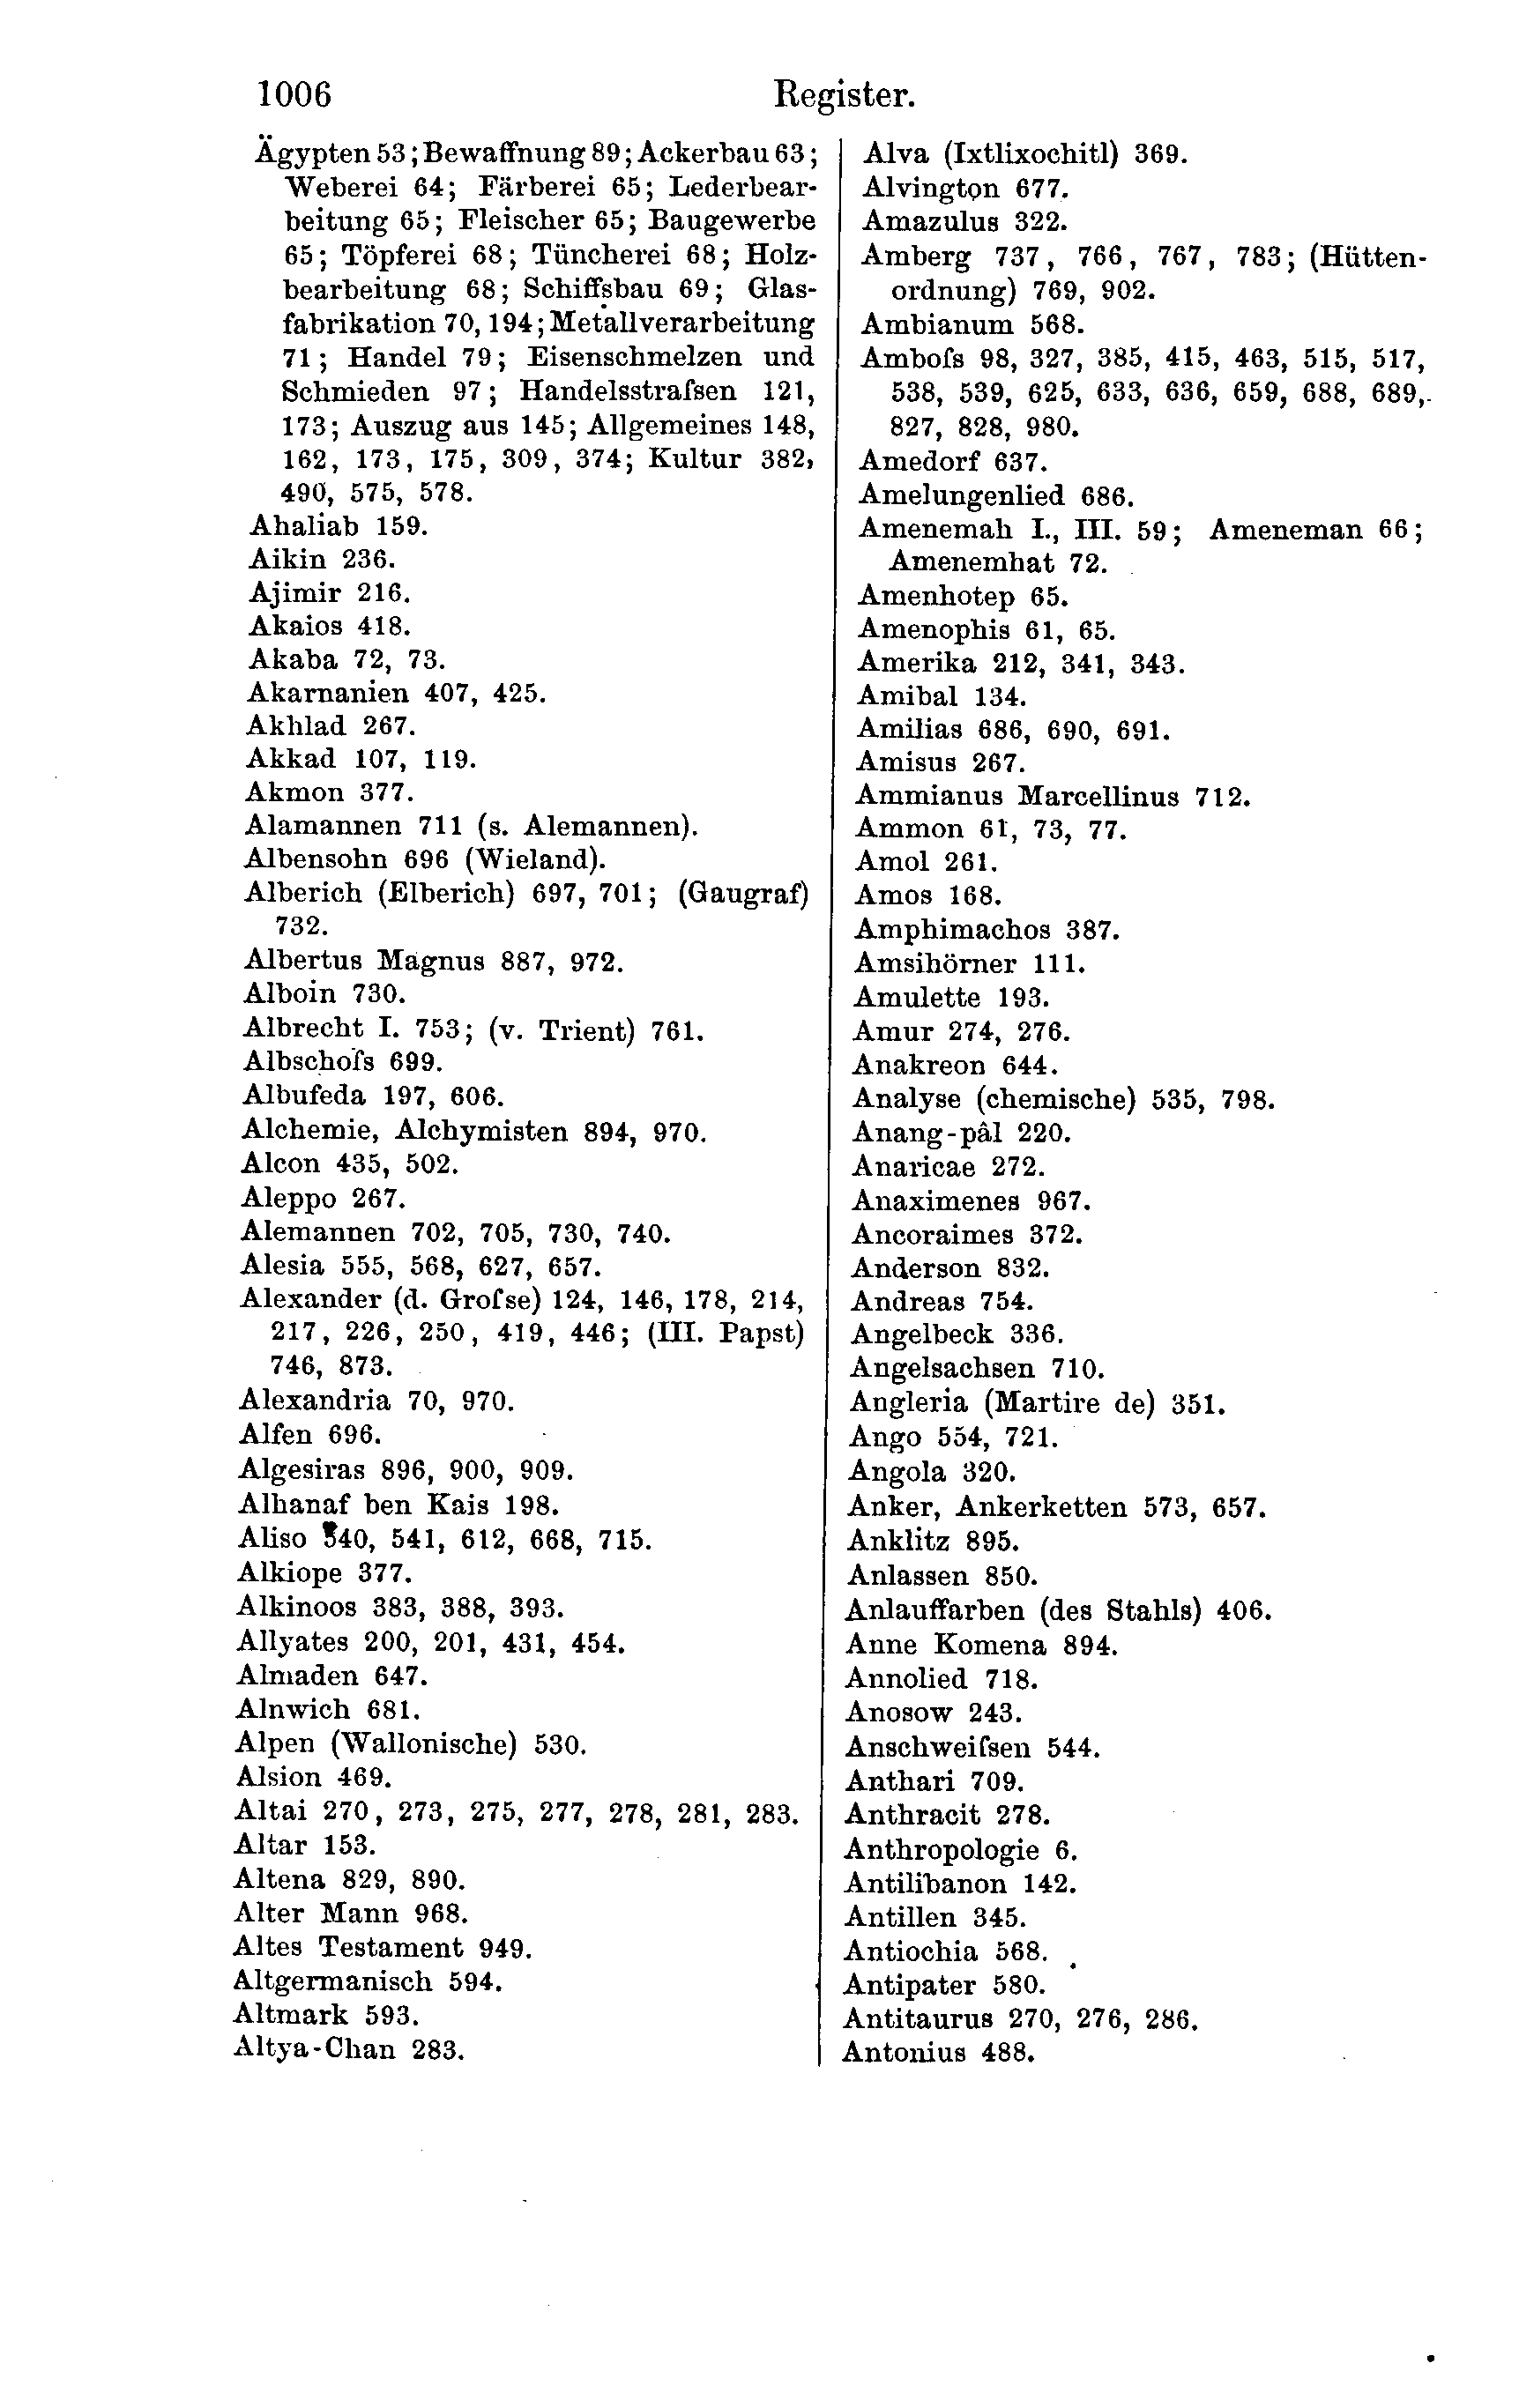 1006
Register.
Ägypten 53; Bewaffnung 89; Ackerbau 63;
Weberei 64; Färberei 65; Lederbear-
beitung 65; Fleischer 65; Baugewerbe
65; Töpferei 68; Tüncherei 68; Holz-
bearbeitung 68; Schiffsbau 69; Glas-
fabrikation 70, 194; Metallverarbeitung
71; Handel 79; Eisenschmelzen und
Schmieden 97; Handelsstraſsen 121,
173; Auszug aus 145; Allgemeines 148,
162, 173, 175, 309, 374; Kultur 382,
490, 575, 578.
Ahaliab 159.
Aikin 236.
Ajimir 216.
Akaios 418.
Akaba 72, 73.
Akarnanien 407, 425.
Akhlad 267.
Akkad 107, 119.
Akmon 377.
Alamannen 711 (s. Alemannen).
Albensohn 696 (Wieland).
Alberich (Elberich) 697, 701; (Gaugraf)
732.
Albertus Magnus 887, 972.
Alboin 730.
Albrecht I. 753; (v. Trient) 761.
Albschoſs 699.
Albufeda 197, 606.
Alchemie, Alchymisten 894, 970.
Alcon 435, 502.
Aleppo 267.
Alemannen 702, 705, 730, 740.
Alesia 555, 568, 627, 657.
Alexander (d. Groſse) 124, 146, 178, 214,
217, 226, 250, 419, 446; (III. Papst)
746, 873.
Alexandria 70, 970.
Alfen 696.
Algesiras 896, 900, 909.
Alhanaf ben Kais 198.
Aliso 540, 541, 612, 668, 715.
Alkiope 377.
Alkinoos 383, 388, 393.
Allyates 200, 201, 431, 454.
Almaden 647.
Alnwich 681.
Alpen (Wallonische) 530.
Alsion 469.
Altai 270, 273, 275, 277, 278, 281, 283.
Altar 153.
Altena 829, 890.
Alter Mann 968.
Altes Testament 949.
Altgermanisch 594.
Altmark 593.
Altya-Chan 283.
Alva (Ixtlixochitl) 369.
Alvington 677.
Amazulus 322.
Amberg 737, 766, 767, 783; (Hütten-
ordnung) 769, 902.
Ambianum 568.
Amboſs 98, 327, 385, 415, 463, 515, 517,
538, 539, 625, 633, 636, 659, 688, 689,
827, 828, 980.
Amedorf 637.
Amelungenlied 686.
Amenemah I., III. 59; Ameneman 66;
Amenemhat 72.
Amenhotep 65.
Amenophis 61, 65.
Amerika 212, 341, 343.
Amibal 134.
Amilias 686, 690, 691.
Amisus 267.
Ammianus Marcellinus 712.
Ammon 61, 73, 77.
Amol 261.
Amos 168.
Amphimachos 387.
Amsihörner 111.
Amulette 193.
Amur 274, 276.
Anakreon 644.
Analyse (chemische) 535, 798.
Anang-pâl 220.
Anaricae 272.
Anaximenes 967.
Ancoraimes 372.
Anderson 832.
Andreas 754.
Angelbeck 336.
Angelsachsen 710.
Angleria (Martire de) 351.
Ango 554, 721.
Angola 320.
Anker, Ankerketten 573, 657.
Anklitz 895.
Anlassen 850.
Anlauffarben (des Stahls) 406.
Anne Komena 894.
Annolied 718.
Anosow 243.
Anschweiſsen 544.
Anthari 709.
Anthracit 278.
Anthropologie 6.
Antilibanon 142.
Antillen 345.
Antiochia 568.
Antipater 580.
Antitaurus 270, 276, 286.
Antonius 488.